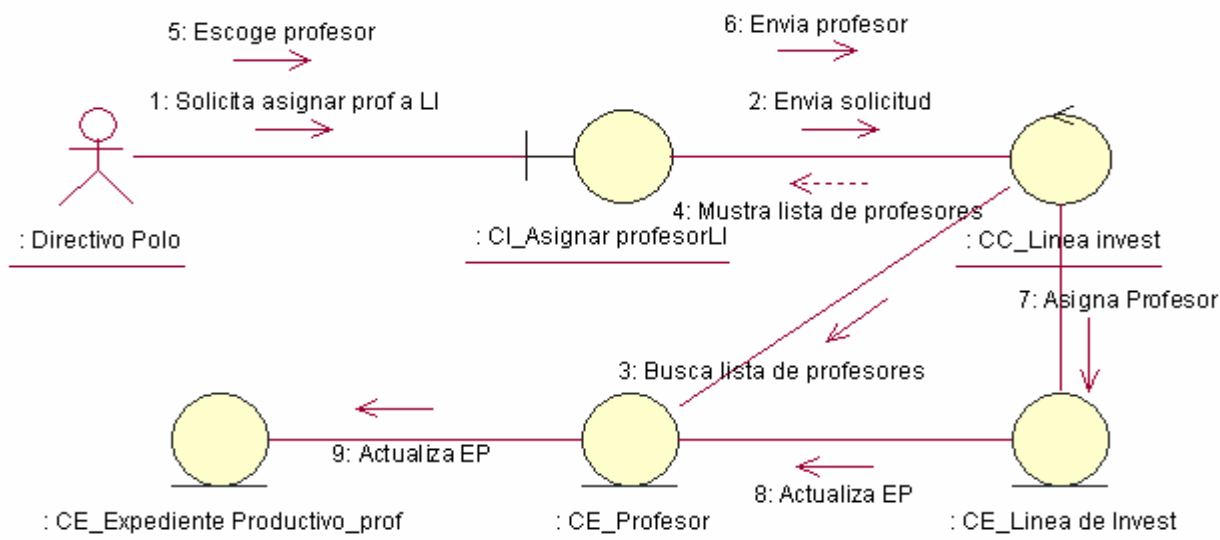 5: Escoge profesor
6: Envia profesor
1: Solicita asignar prof a LI
2: Envia solicitud
4: Mustra lista de profesores
: Directivo Polo
: CI_Asignar profesorLI
: CC_Linea invest
7: Asigna Profesor
3: Busca lista de profesores
9: Actualiza EP
8: Actualiza EP
: CE_Expediente Productivo_prof
: CE_Profesor
: CE_Linea de Invest